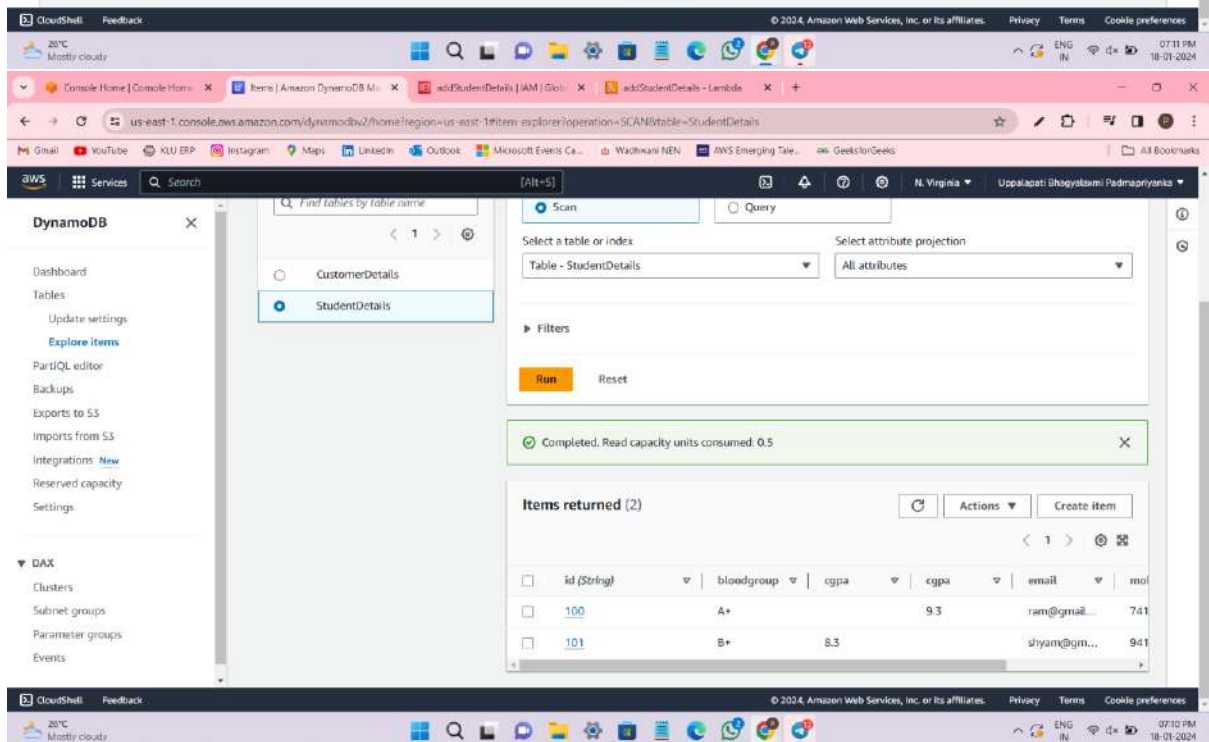 CloudShell Feedback © 2024, Amazon Web Services, Inc. or its affiliates. Privacy Terms Cookie preferences
26°C
Mostly cloudy
ENG
IN
07:11 PM
18-01-2024
Console Home | Console Hom Items | Amazon DynamoDB Ma addStudentDetails | IAM | Glob addStudentDetails - Lambda
us-east-1.console.aws.amazon.com/dynamodbv2/home?region=us-east-1#item-explorer?operation=SCAN&table=StudentDetails
Gmail YouTube KLU ERP Instagram Maps LinkedIn Outlook Microsoft Events Ca... Wadhwani NEN AWS Emerging Tale... GeeksforGeeks All Bookmarks
aws Services Search [Alt+S] N. Virginia Uppalapati Bhagyalaxmi Padmapriyanka
DynamoDB
Dashboard
Tables
Update settings
Explore items
PartiQL editor
Backups
Exports to S3
Imports from S3
Integrations New
Reserved capacity
Settings
DAX
Clusters
Subnet groups
Parameter groups
Events
Find tables by table name
1
CustomerDetails
StudentDetails
Scan Query
Select a table or index Select attribute projection
Table - StudentDetails All attributes
Filters
Run Reset
Completed. Read capacity units consumed: 0.5
Items returned (2) Actions Create item
1
id (String) bloodgroup cgpa cgpa email mol
100 A+ 9.3 ram@gmail.... 741
101 B+ 8.3 shyam@gm... 941
CloudShell Feedback © 2024, Amazon Web Services, Inc. or its affiliates. Privacy Terms Cookie preferences
26°C
Mostly cloudy
ENG
IN
07:10 PM
18-01-2024